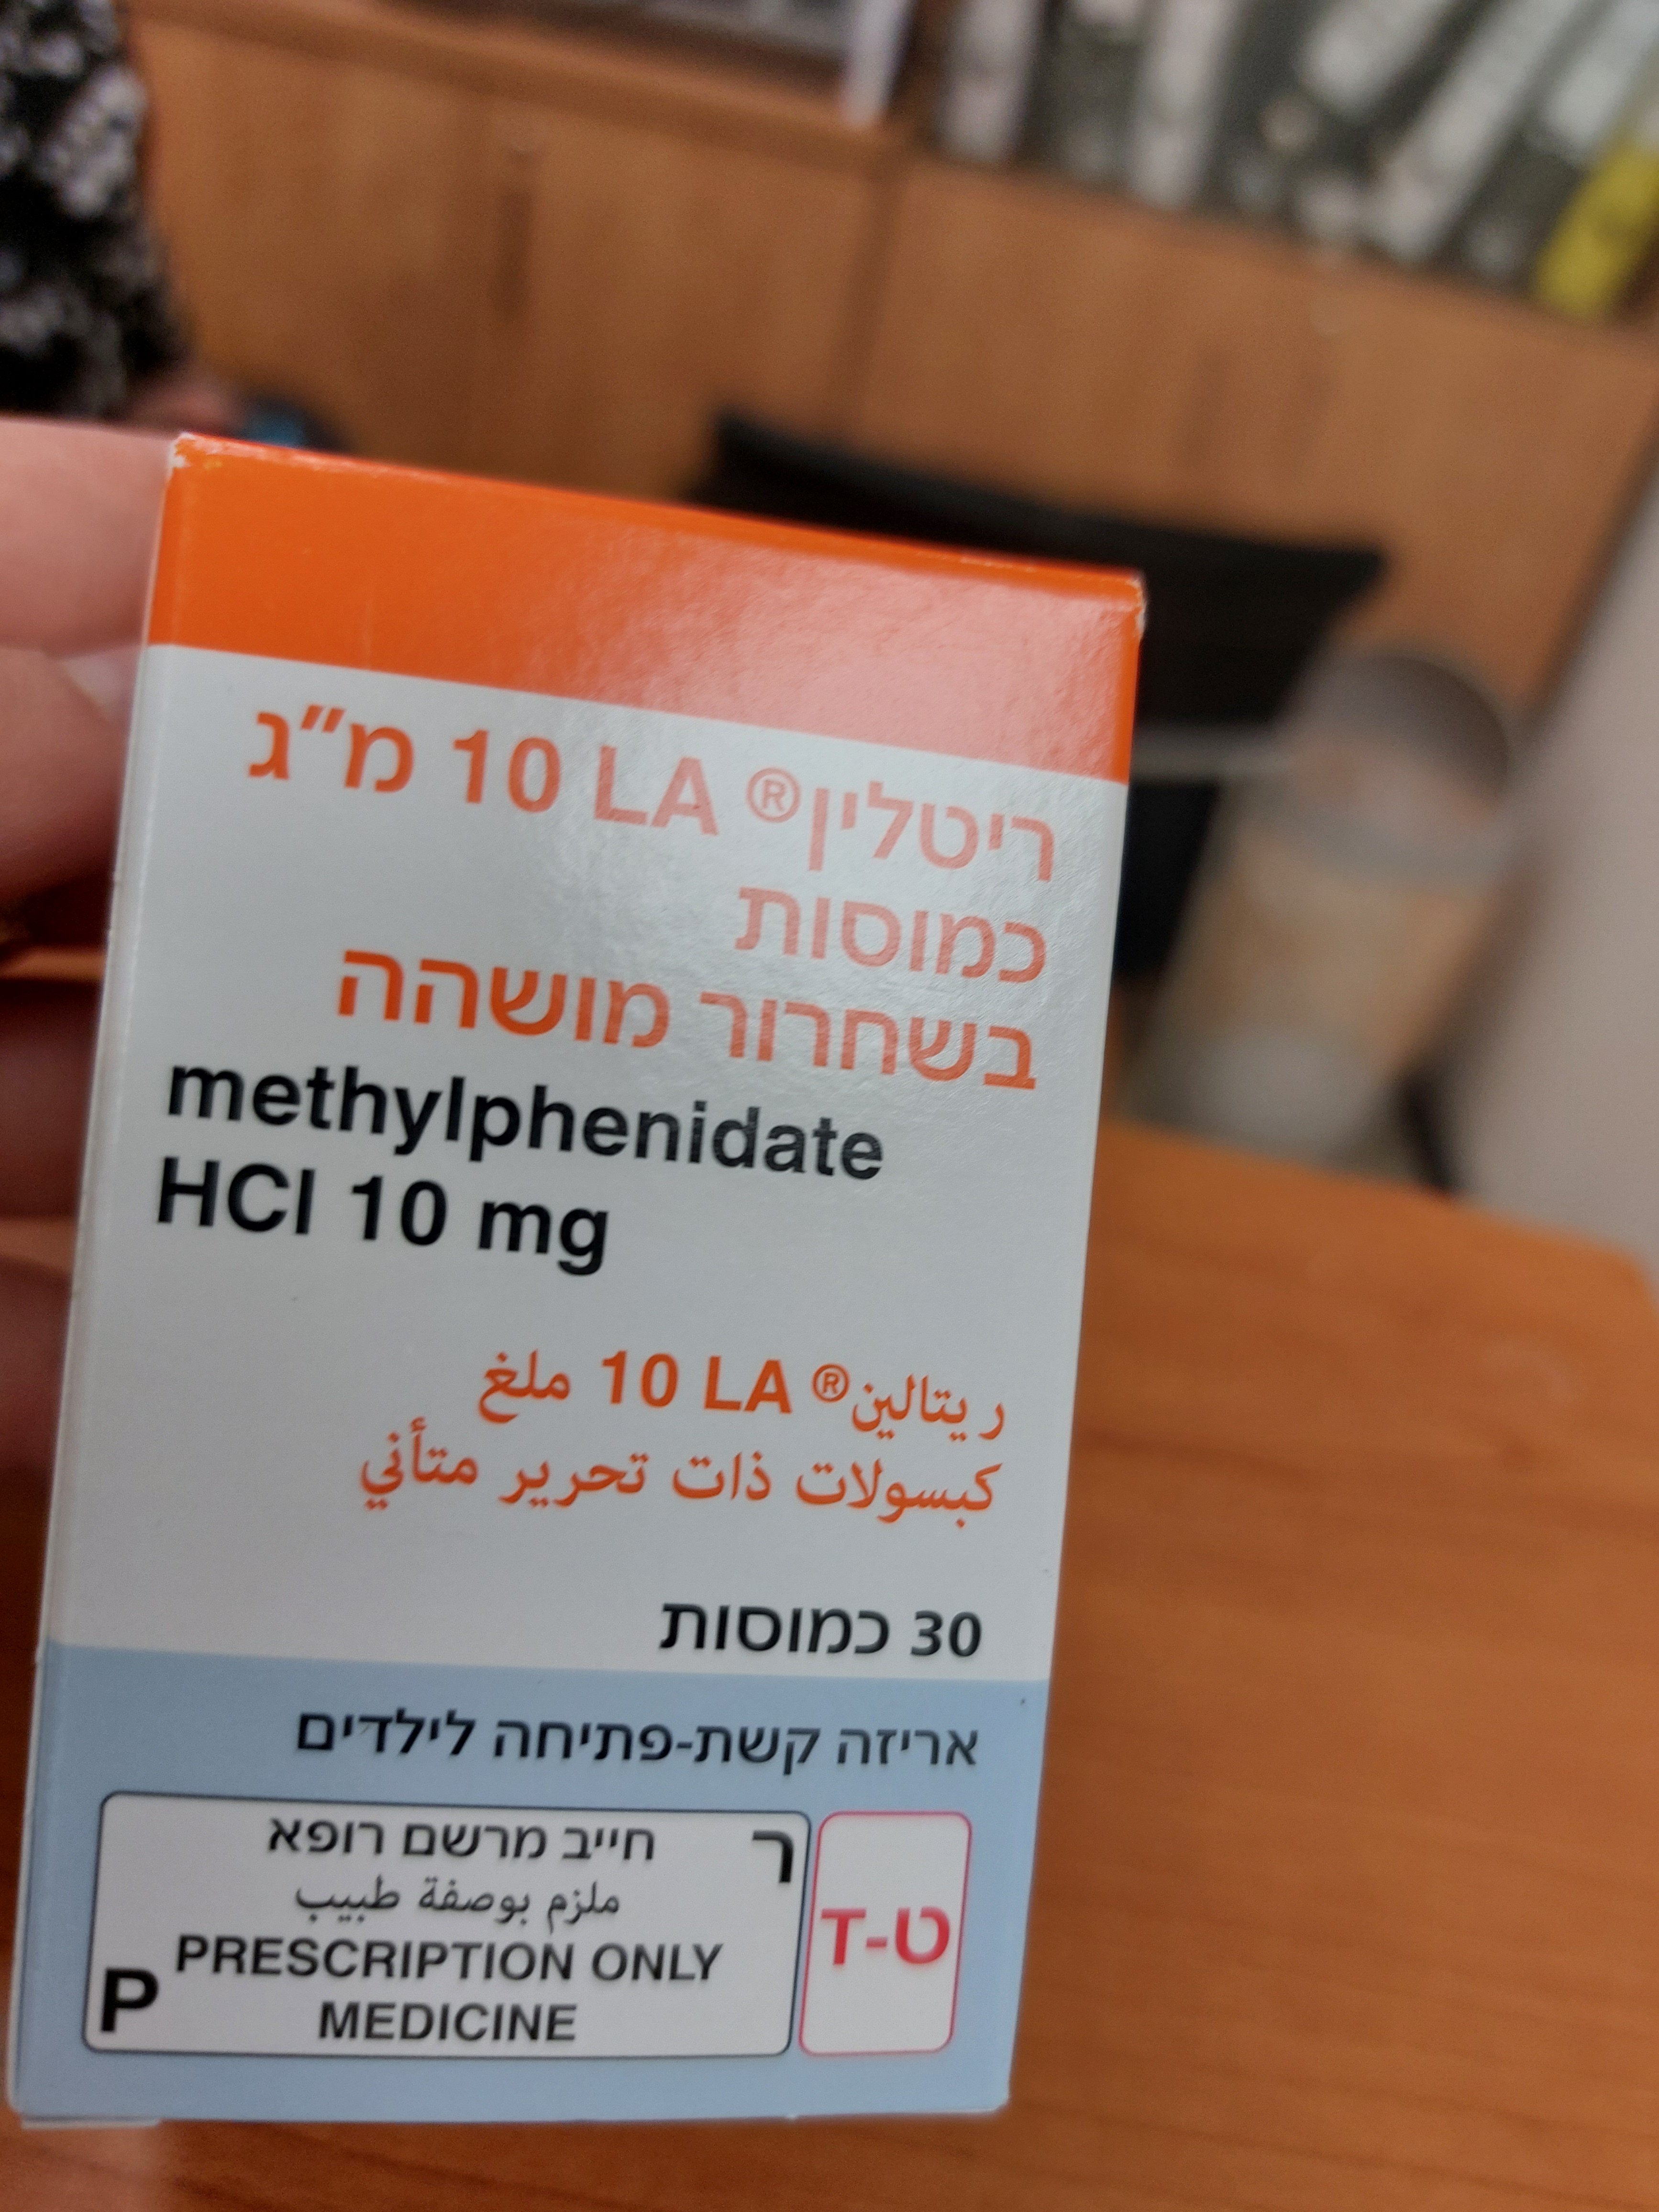 ריטלין® LA 10 מ"ג
כמוסות
בשחרור מושהה
methylphenidate
HCl 10 mg
ريتالين® LA 10 ملغ
كبسولات ذات تحرير متأني
30 כמוסות
אריזה קשת-פתיחה לילדים
ר
חייב מרשם רופא
ملزم بوصفة طبيب
PRESCRIPTION ONLY
MEDICINE
P
ט-T